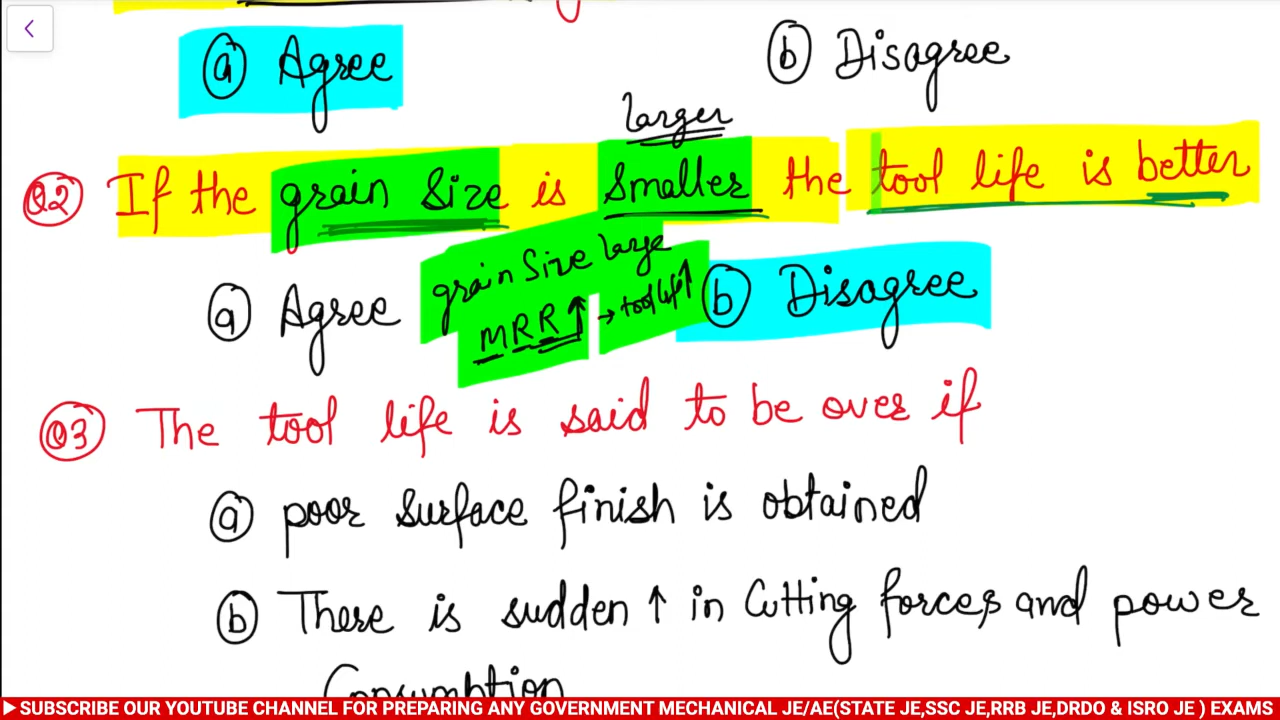 ⓐ Agree ⓑ Disagree
larger
Q2 If the grain size is smaller the tool life is better
grain size large
MRR↑ → tool life↑
ⓐ Agree ⓑ Disagree
Q3 The tool life is said to be over if
ⓐ poor surface finish is obtained
ⓑ There is sudden ↑ in Cutting forces and power
Consumption
▶ SUBSCRIBE OUR YOUTUBE CHANNEL FOR PREPARING ANY GOVERNMENT MECHANICAL JE/AE(STATE JE,SSC JE,RRB JE,DRDO & ISRO JE ) EXAMS